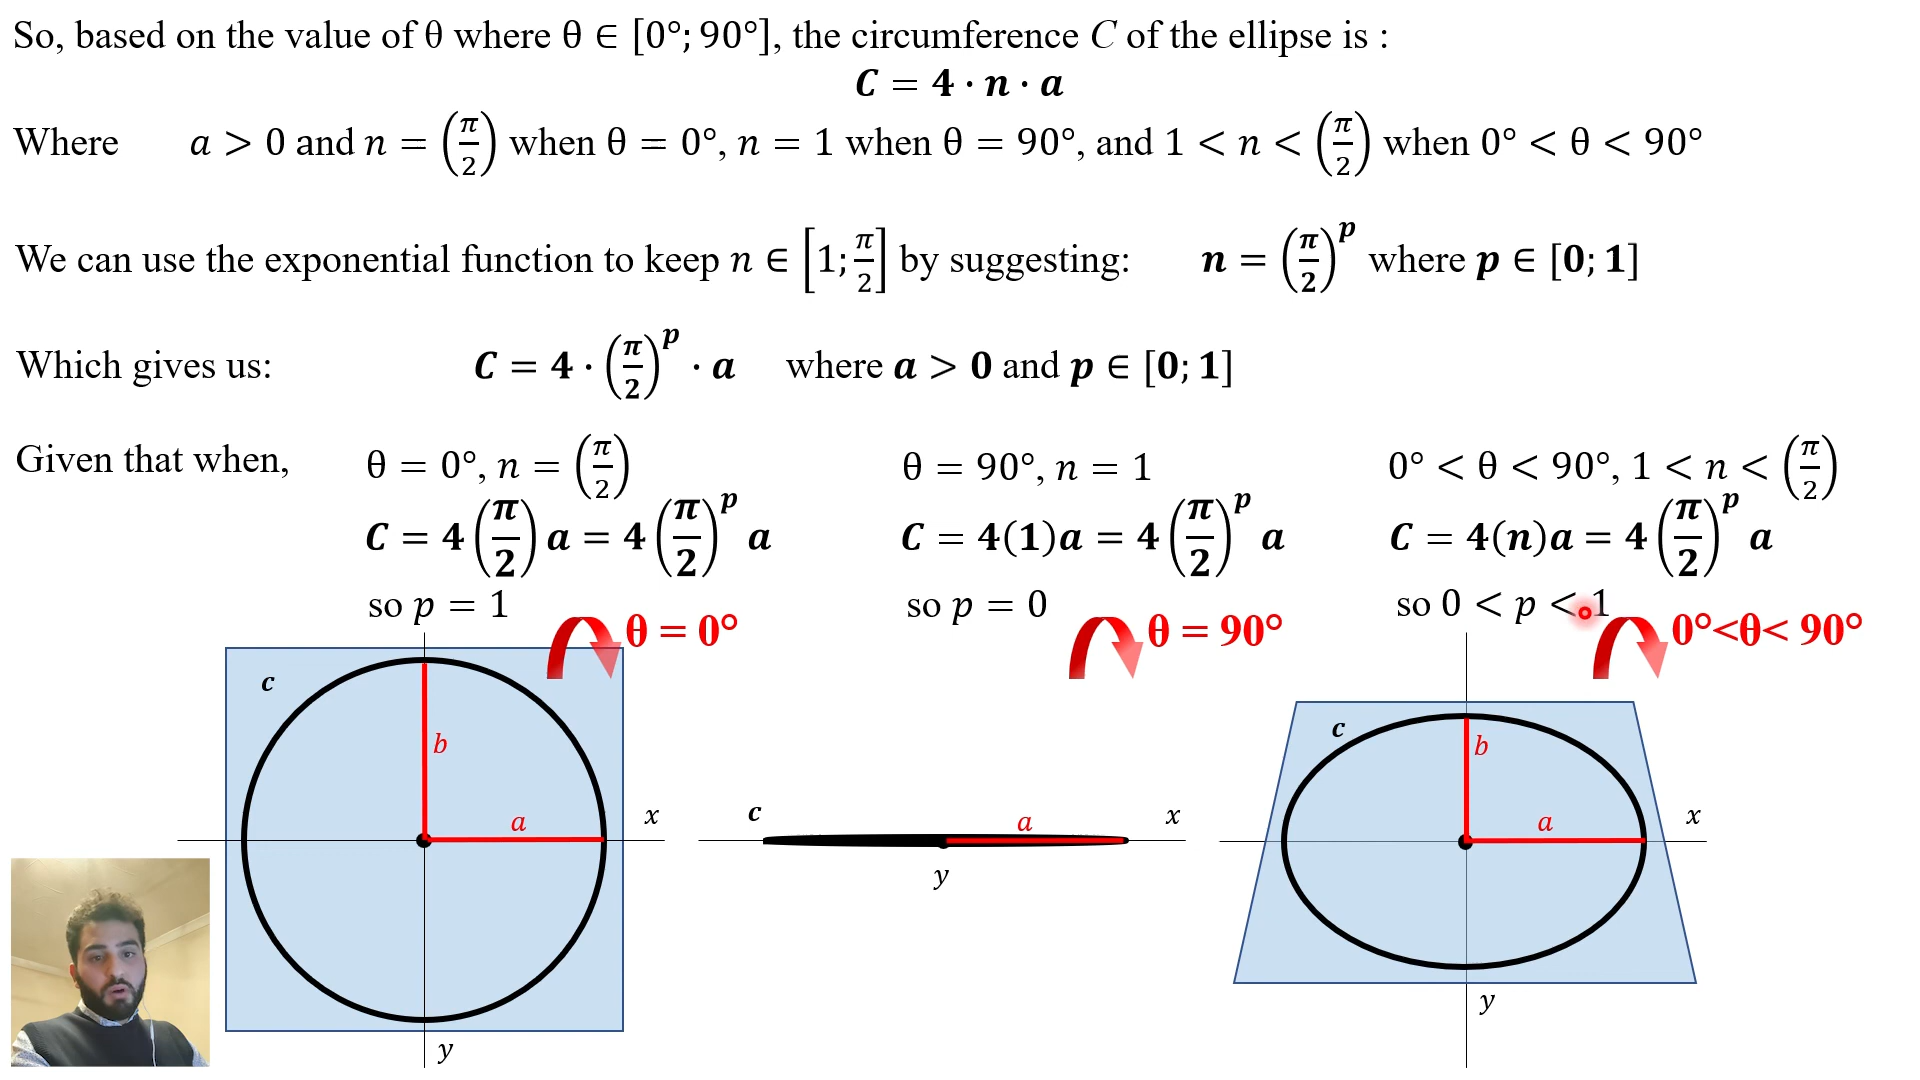 So, based on the value of θ where θ ∈ [0°; 90°], the circumference C of the ellipse is :
C = 4 · n · a
Where a > 0 and n = (π/2) when θ = 0°, n = 1 when θ = 90°, and 1 < n < (π/2) when 0° < θ < 90°
We can use the exponential function to keep n ∈ [1; π/2] by suggesting: n = (π/2)^p where p ∈ [0; 1]
Which gives us: C = 4 · (π/2)^p · a where a > 0 and p ∈ [0; 1]
Given that when, θ = 0°, n = (π/2) θ = 90°, n = 1 0° < θ < 90°, 1 < n < (π/2)
C = 4(π/2)a = 4(π/2)^p a C = 4(1)a = 4(π/2)^p a C = 4(n)a = 4(π/2)^p a
so p = 1 so p = 0 so 0 < p < 1
θ = 0° θ = 90° 0°<θ< 90°
c
b
a
x
y
c
a
x
y
c
b
a
x
y